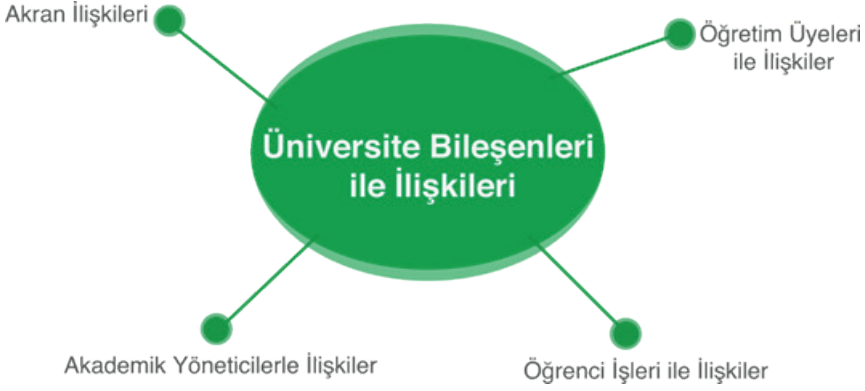 Akran İlişkileri
Öğretim Üyeleri
ile İlişkiler
Üniversite Bileşenleri
ile İlişkileri
Akademik Yöneticilerle İlişkiler
Öğrenci İşleri ile İlişkiler